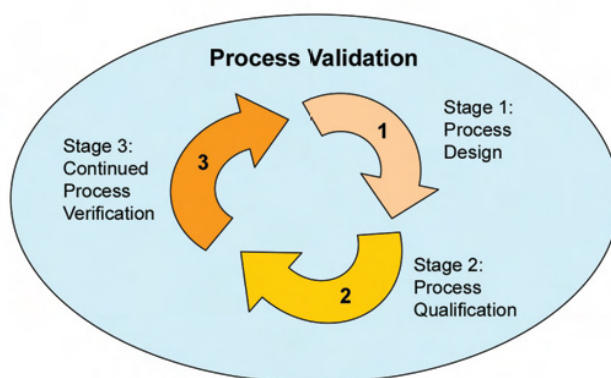 Process Validation
1
Stage 1:
Process
Design
2
Stage 2:
Process
Qualification
3
Stage 3:
Continued
Process
Verification